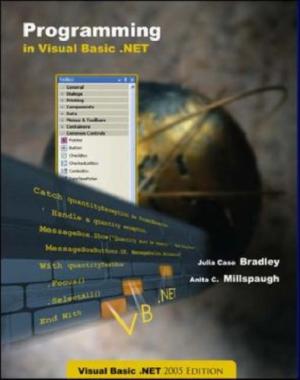 Programming
in Visual Basic .NET
Toolbox
General
Dialogs
Printing
Components
Data
Menus & Toolbars
Containers
Common Controls
Pointer
Button
CheckBox
CheckedListBox
ComboBox
DateTimePicker
Catch quantityException As FormatException
' Handle a quantity exception.
MessageBox.Show("Quantity must be
MessageBoxButtons.OK, MessageBoxIcon.
With quantityTextBox
.Focus()
.SelectAll()
End With
VB .NET
Julia Case Bradley
Anita C. Millspaugh
Visual Basic .NET 2005 EDITION